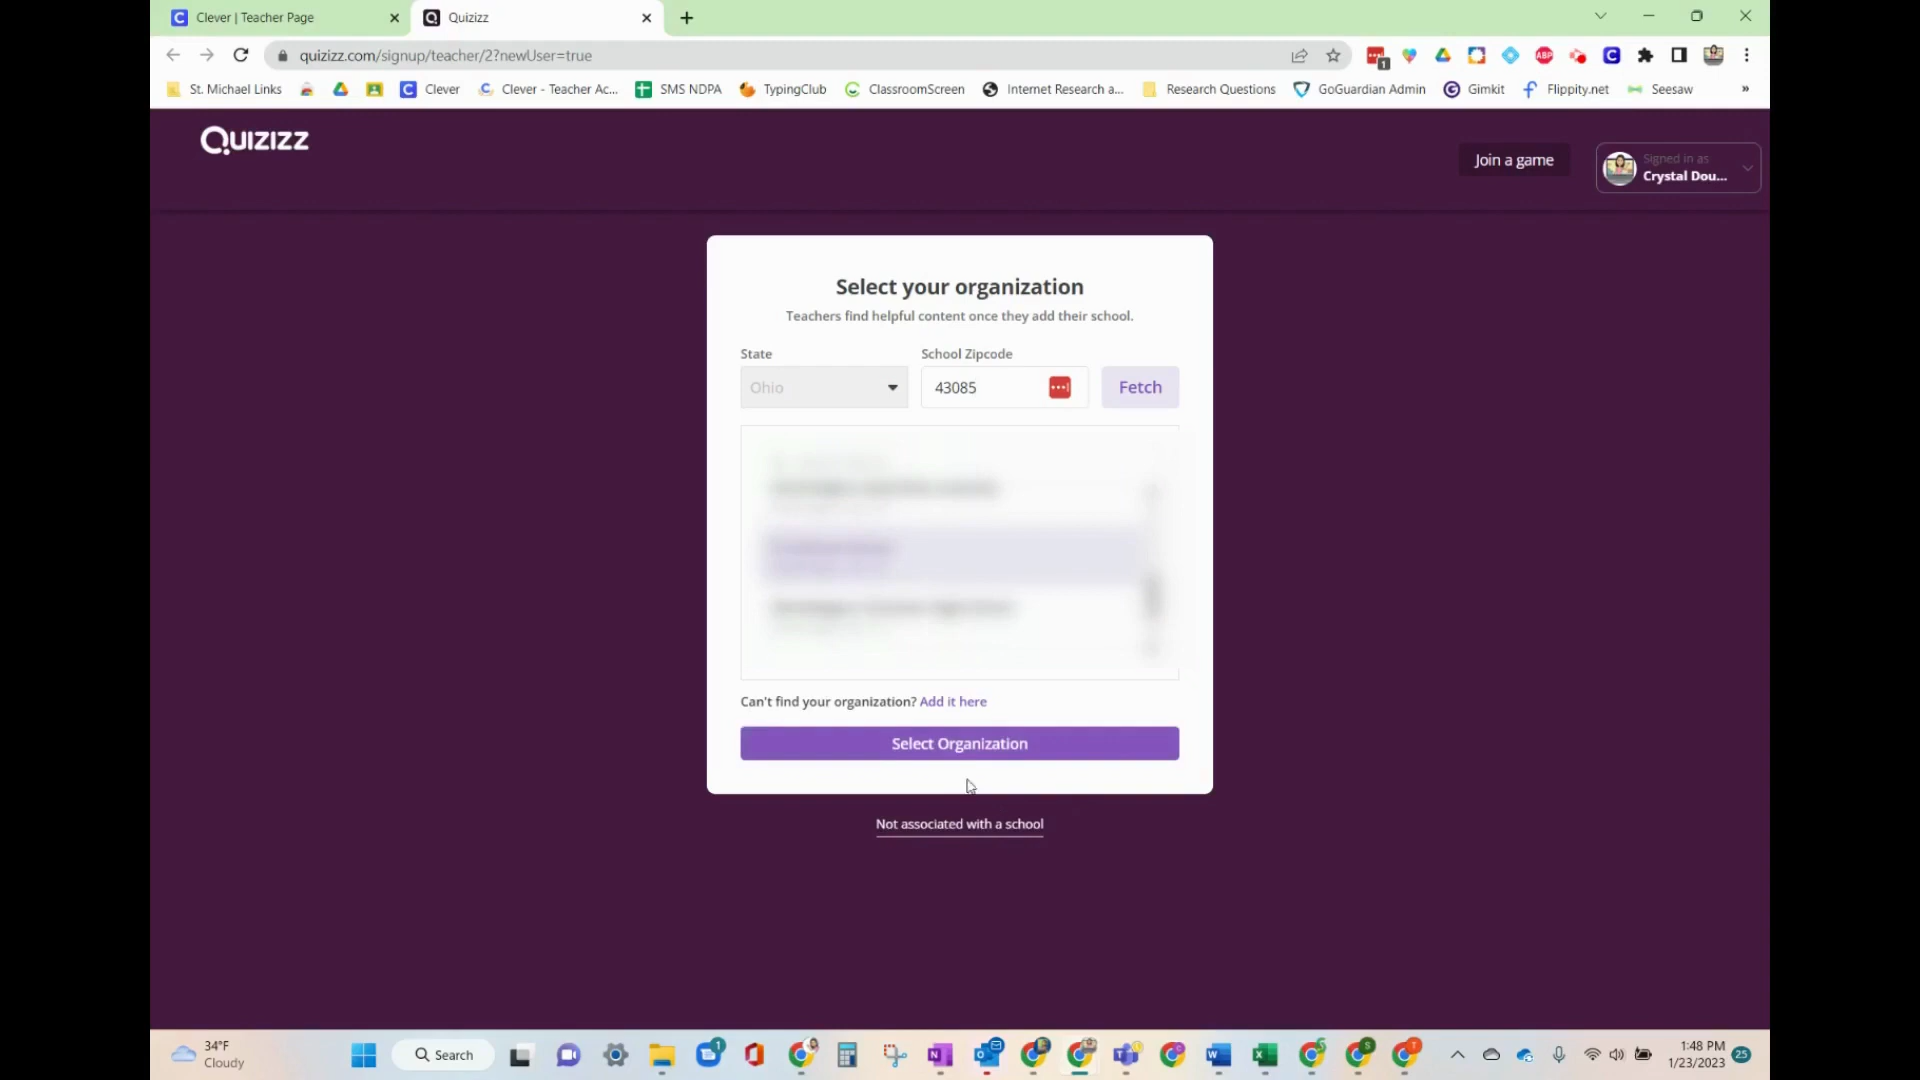 Clever | Teacher Page
Quizizz
quizizz.com/signup/teacher/2?newUser=true
1
ABP
St. Michael Links
Clever
Clever - Teacher Ac...
SMS NDPA
TypingClub
ClassroomScreen
Internet Research a...
Research Questions
GoGuardian Admin
Gimkit
Flippity.net
Seesaw
»
QUIZIZZ
Join a game
Signed in as
Crystal Dou...
Select your organization
Teachers find helpful content once they add their school.
State
School Zipcode
Ohio
43085
Fetch
Can't find your organization? Add it here
Select Organization
Not associated with a school
34°F
Cloudy
Search
1
1:48 PM
1/23/2023
25